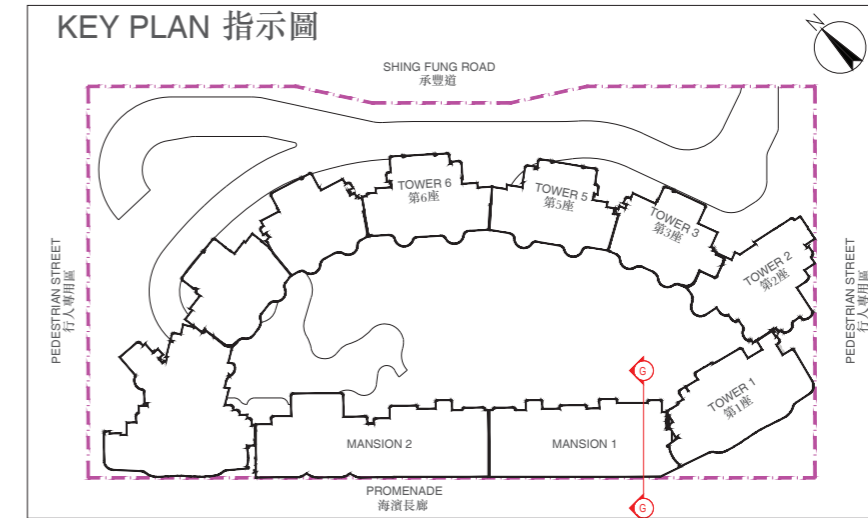 KEY PLAN 指示圖
N
SHING FUNG ROAD
承豐道
TOWER 6
第6座
TOWER 5
第5座
TOWER 3
第3座
TOWER 2
第2座
PEDESTRIAN STREET
行人專用區
PEDESTRIAN STREET
行人專用區
G
TOWER 1
第1座
MANSION 2
MANSION 1
PROMENADE
海濱長廊
G